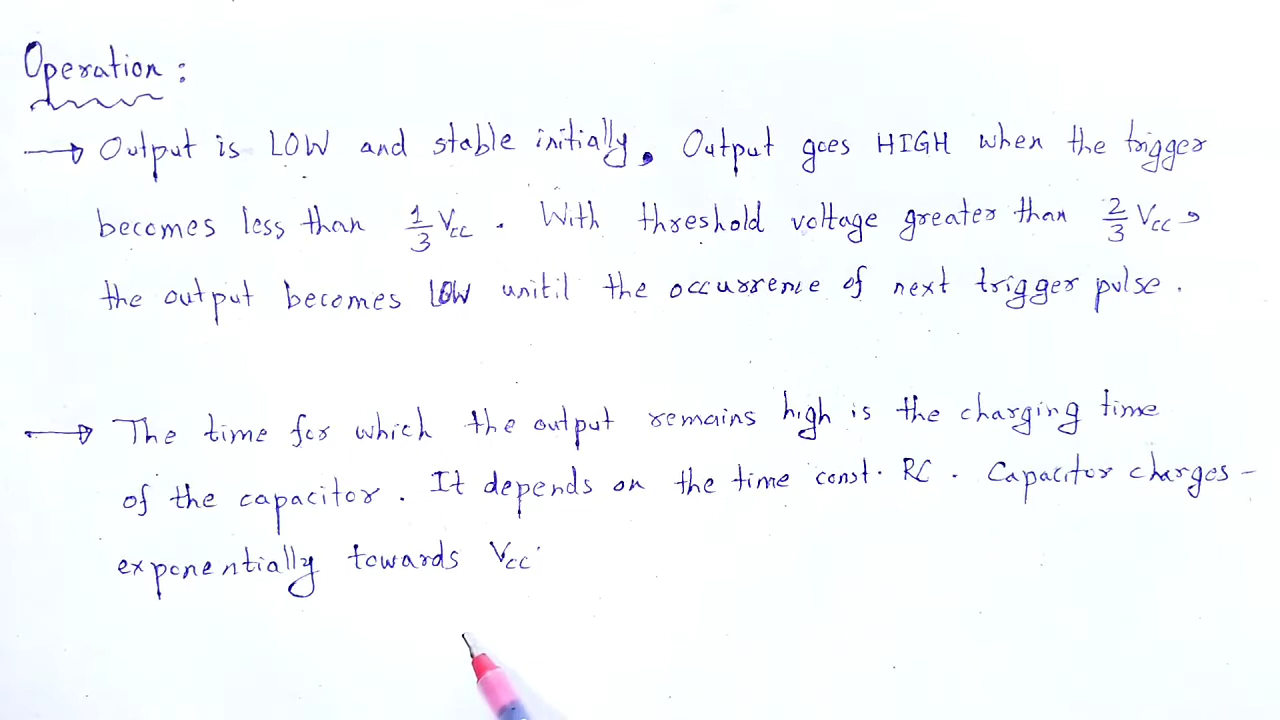 Operation :
→ Output is LOW and stable initially. Output goes HIGH when the trigger
becomes less than 1/3 Vcc . With threshold voltage greater than 2/3 Vcc ,
the output becomes LOW unitil the occurrence of next trigger pulse .
→ The time for which the output remains high is the charging time
of the capacitor . It depends on the time const. RC . Capacitor charges -
exponentially towards Vcc